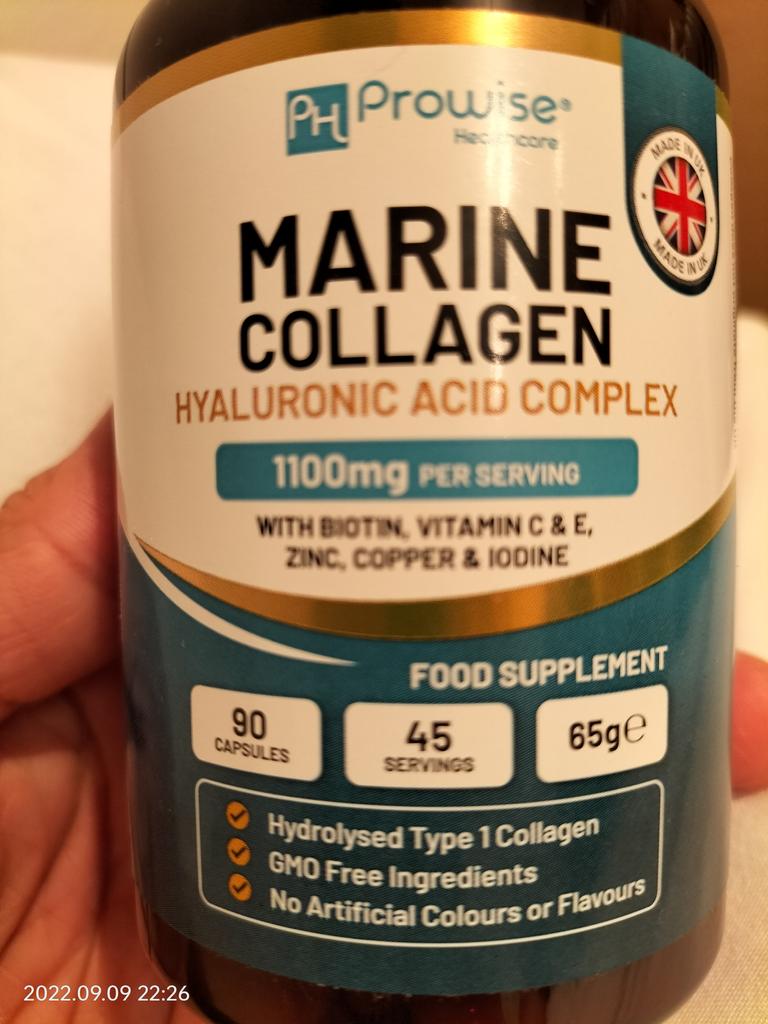 PH Prowise®
Healthcare
MADE IN UK
MADE IN UK
MARINE
COLLAGEN
HYALURONIC ACID COMPLEX
1100mg PER SERVING
WITH BIOTIN, VITAMIN C & E,
ZINC, COPPER & IODINE
FOOD SUPPLEMENT
90
CAPSULES
45
SERVINGS
65g℮
Hydrolysed Type 1 Collagen
GMO Free Ingredients
No Artificial Colours or Flavours
2022.09.09 22:26